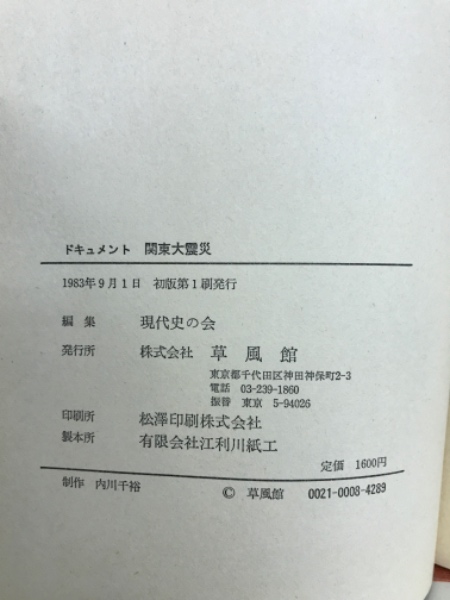 ドキュメント 関東大震災
1983年9月1日 初版第1刷発行
編集 現代史の会
発行所 株式会社 草風館
東京都千代田区神田神保町2-3
電話 03-239-1860
振替 東京 5-94026
印刷所 松澤印刷株式会社
製本所 有限会社江利川紙工
定価 1600円
制作 内川千裕
© 草風館 0021-0008-4289